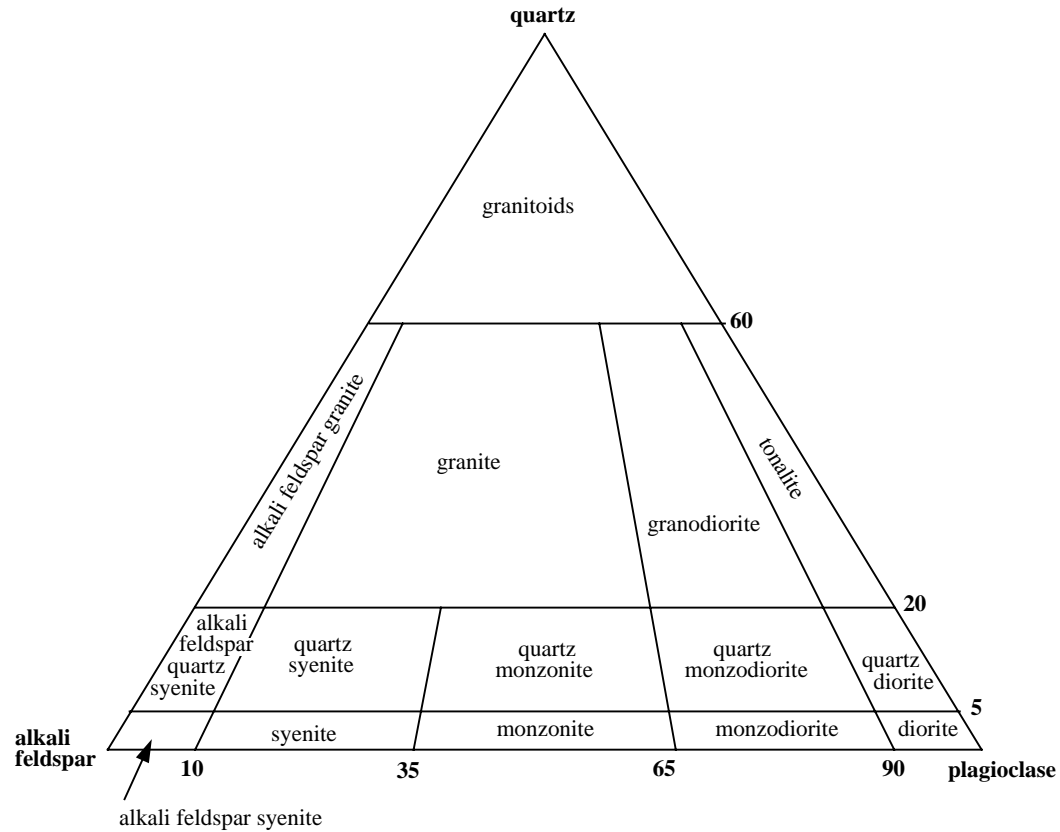 quartz
granitoids
60
alkali feldspar granite
granite
tonalite
granodiorite
20
alkali
feldspar
quartz
syenite
quartz
syenite
quartz
monzonite
quartz
monzodiorite
quartz
diorite
5
alkali
feldspar
syenite
monzonite
monzodiorite
diorite
10
35
65
90
plagioclase
alkali feldspar syenite